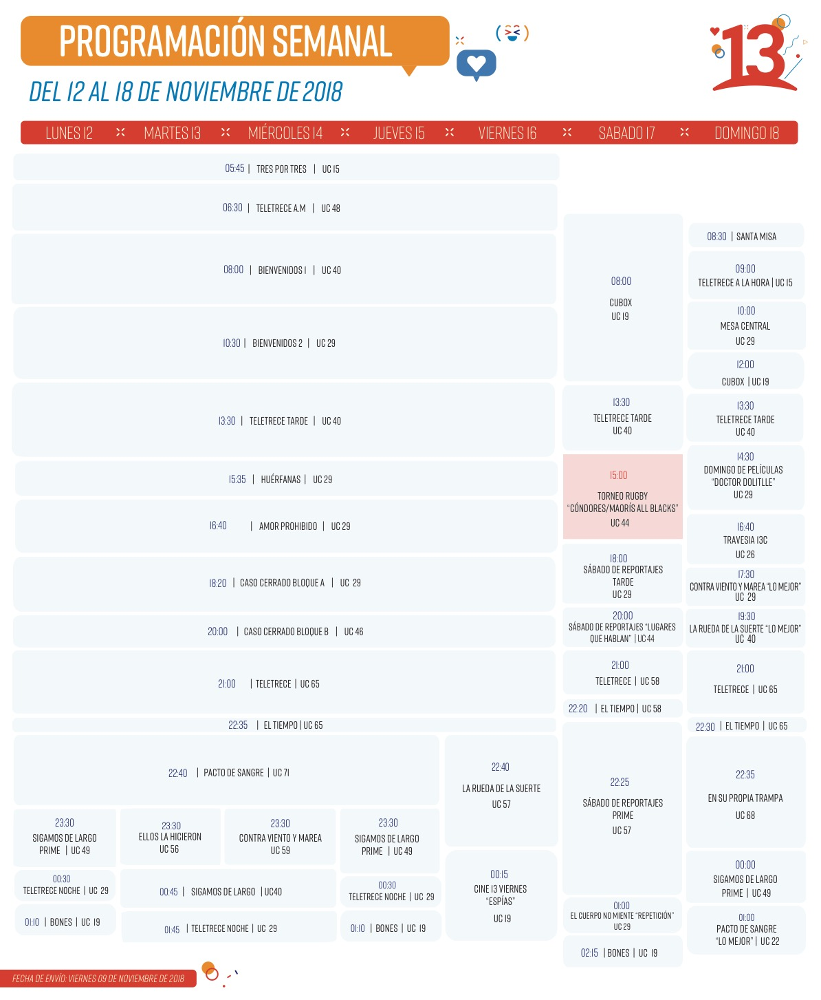 PROGRAMACIÓN SEMANAL
DEL 12 AL 18 DE NOVIEMBRE DE 2018
13
LUNES 12 MARTES 13 MIÉRCOLES 14 JUEVES 15 VIERNES 16 SABADO 17 DOMINGO 18
05:45 | TRES POR TRES | UC 15
06:30 | TELETRECE A.M | UC 48
08:00 | BIENVENIDOS 1 | UC 40
10:30 | BIENVENIDOS 2 | UC 29
13:30 | TELETRECE TARDE | UC 40
15:35 | HUÉRFANAS | UC 29
16:40 | AMOR PROHIBIDO | UC 29
18:20 | CASO CERRADO BLOQUE A | UC 29
20:00 | CASO CERRADO BLOQUE B | UC 46
21:00 | TELETRECE | UC 65
22:35 | EL TIEMPO | UC 65
22:40 | PACTO DE SANGRE | UC 71
23:30
SIGAMOS DE LARGO
PRIME | UC 49
00:30
TELETRECE NOCHE | UC 29
01:10 | BONES | UC 19
23:30
ELLOS LA HICIERON
UC 56
23:30
CONTRA VIENTO Y MAREA
UC 59
00:45 | SIGAMOS DE LARGO | UC40
01:45 | TELETRECE NOCHE | UC 29
23:30
SIGAMOS DE LARGO
PRIME | UC 49
00:30
TELETRECE NOCHE | UC 29
01:10 | BONES | UC 19
22:40
LA RUEDA DE LA SUERTE
UC 57
00:15
CINE 13 VIERNES
“ESPÍAS”
UC 19
08:00
CUBOX
UC 19
13:30
TELETRECE TARDE
UC 40
15:00
TORNEO RUGBY
“CÓNDORES/MAORÍS ALL BLACKS”
UC 44
18:00
SÁBADO DE REPORTAJES
TARDE
UC 29
20:00
SÁBADO DE REPORTAJES “LUGARES
QUE HABLAN” | UC 44
21:00
TELETRECE | UC 58
22:20 | EL TIEMPO | UC 58
22:25
SÁBADO DE REPORTAJES
PRIME
UC 57
01:00
EL CUERPO NO MIENTE “REPETICIÓN”
UC 29
02:15 | BONES | UC 19
08:30 | SANTA MISA
09:00
TELETRECE A LA HORA | UC 15
10:00
MESA CENTRAL
UC 29
12:00
CUBOX | UC 19
13:30
TELETRECE TARDE
UC 40
14:30
DOMINGO DE PELÍCULAS
“DOCTOR DOLITLLE”
UC 29
16:40
TRAVESIA 13C
UC 26
17:30
CONTRA VIENTO Y MAREA “LO MEJOR”
UC 29
19:30
LA RUEDA DE LA SUERTE “LO MEJOR”
UC 40
21:00
TELETRECE | UC 65
22:30 | EL TIEMPO | UC 65
22:35
EN SU PROPIA TRAMPA
UC 68
00:00
SIGAMOS DE LARGO
PRIME | UC 49
01:00
PACTO DE SANGRE
“LO MEJOR” | UC 22
FECHA DE ENVÍO: VIERNES 09 DE NOVIEMBRE DE 2018